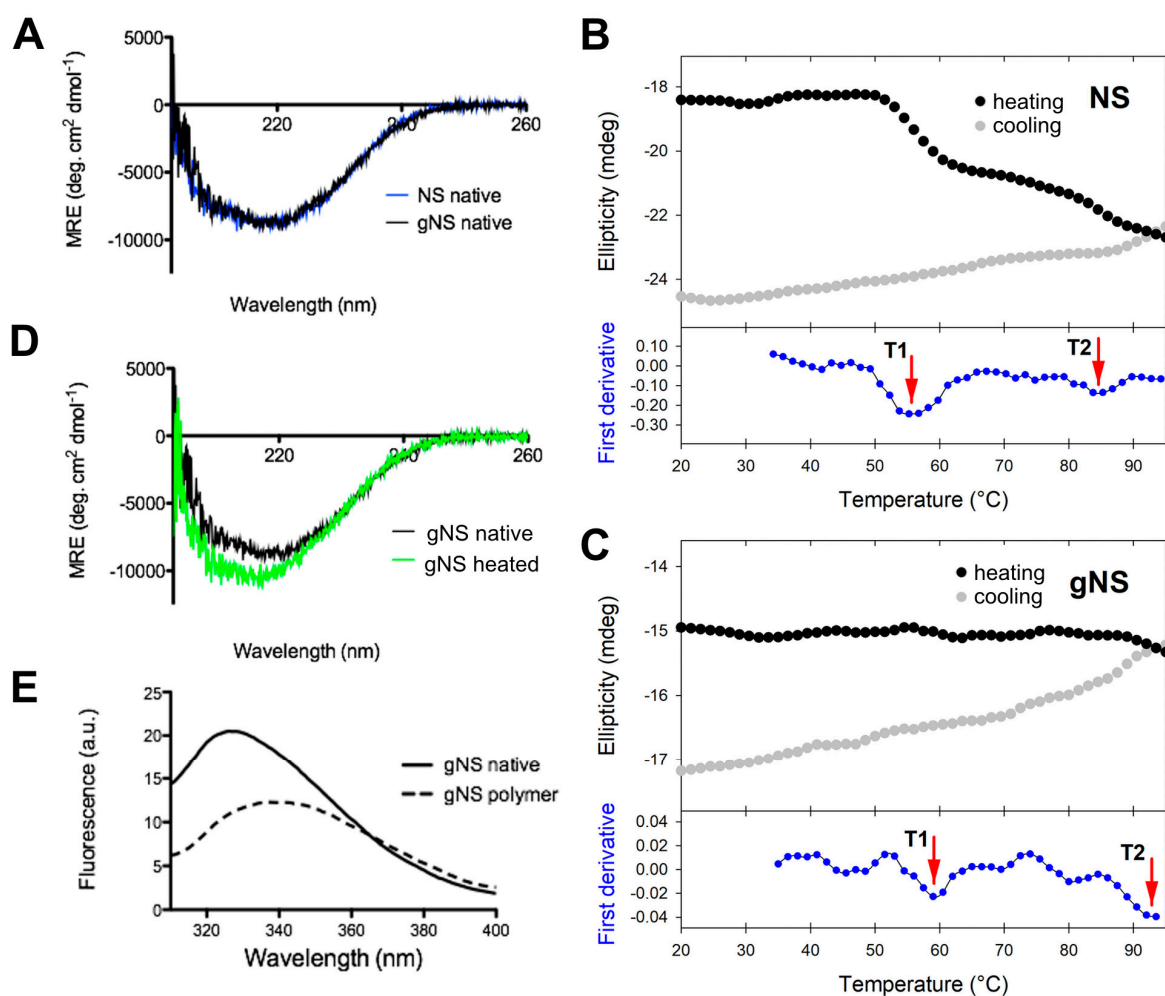 A
5000
0
-5000
-10000
220
240
260
MRE (deg. cm² dmol⁻¹)
NS native
gNS native
Wavelength (nm)
B
-18
-20
-22
-24
Ellipticity (mdeg)
heating
cooling
NS
0.10
-0.00
-0.10
-0.20
-0.30
First derivative
T1
T2
20 30 40 50 60 70 80 90
Temperature (°C)
D
5000
0
-5000
-10000
220
240
260
MRE (deg. cm² dmol⁻¹)
gNS native
gNS heated
Wavelength (nm)
C
-14
-15
-16
-17
Ellipticity (mdeg)
heating
cooling
gNS
0.04
0.02
0.00
-0.02
-0.04
First derivative
T1
T2
20 30 40 50 60 70 80 90
Temperature (°C)
E
25
20
15
10
5
0
Fluorescence (a.u.)
gNS native
gNS polymer
320 340 360 380 400
Wavelength (nm)